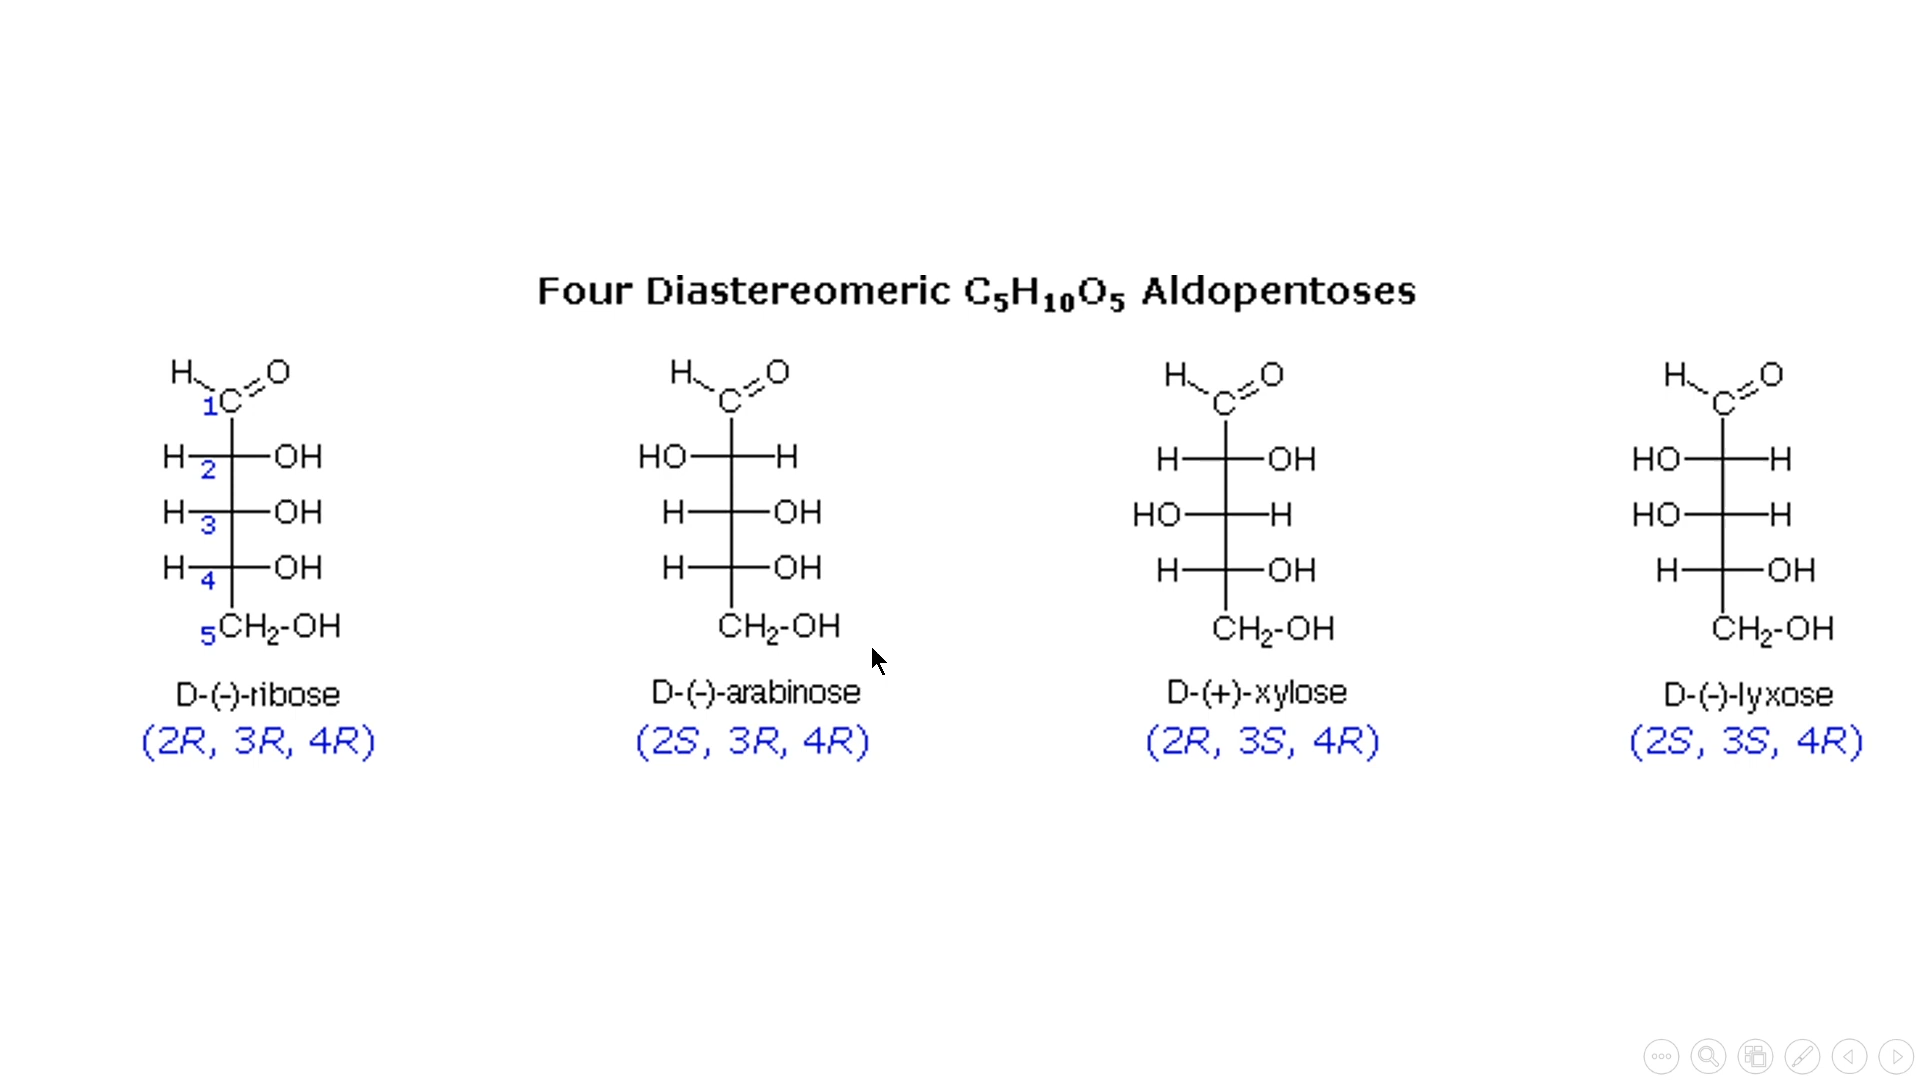 Four Diastereomeric C₅H₁₀O₅ Aldopentoses
H O H O H O H O
1C C C C
H 2 OH HO H H OH HO H
H 3 OH H OH HO H HO H
H 4 OH H OH H OH H OH
5CH₂-OH CH₂-OH CH₂-OH CH₂-OH
D-(-)-ribose D-(-)-arabinose D-(+)-xylose D-(-)-lyxose
(2R, 3R, 4R) (2S, 3R, 4R) (2R, 3S, 4R) (2S, 3S, 4R)